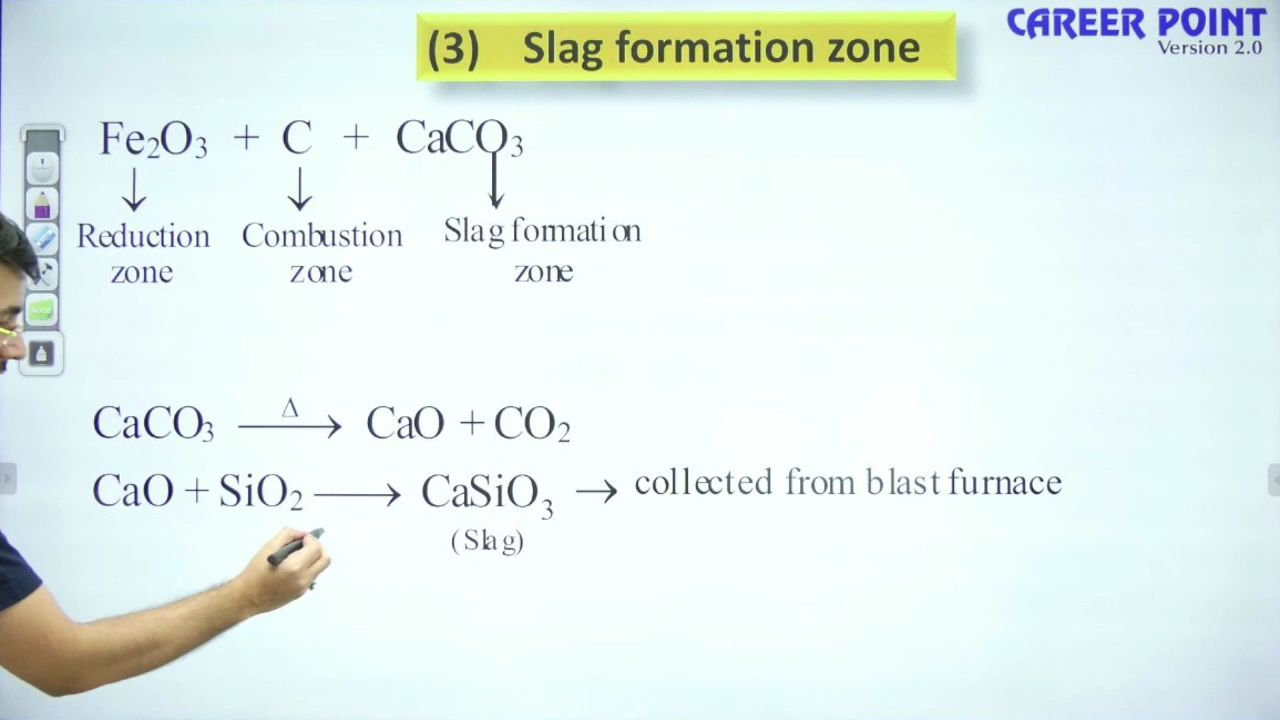 (3) Slag formation zone
CAREER POINT
Version 2.0
Fe₂O₃ + C + CaCO₃
↓ ↓ ↓
Reduction zone
Combustion zone
Slag formation zone
Note
CaCO₃ —Δ→ CaO + CO₂
CaO + SiO₂ ⟶ CaSiO₃ → collected from blast furnace
(Slag)